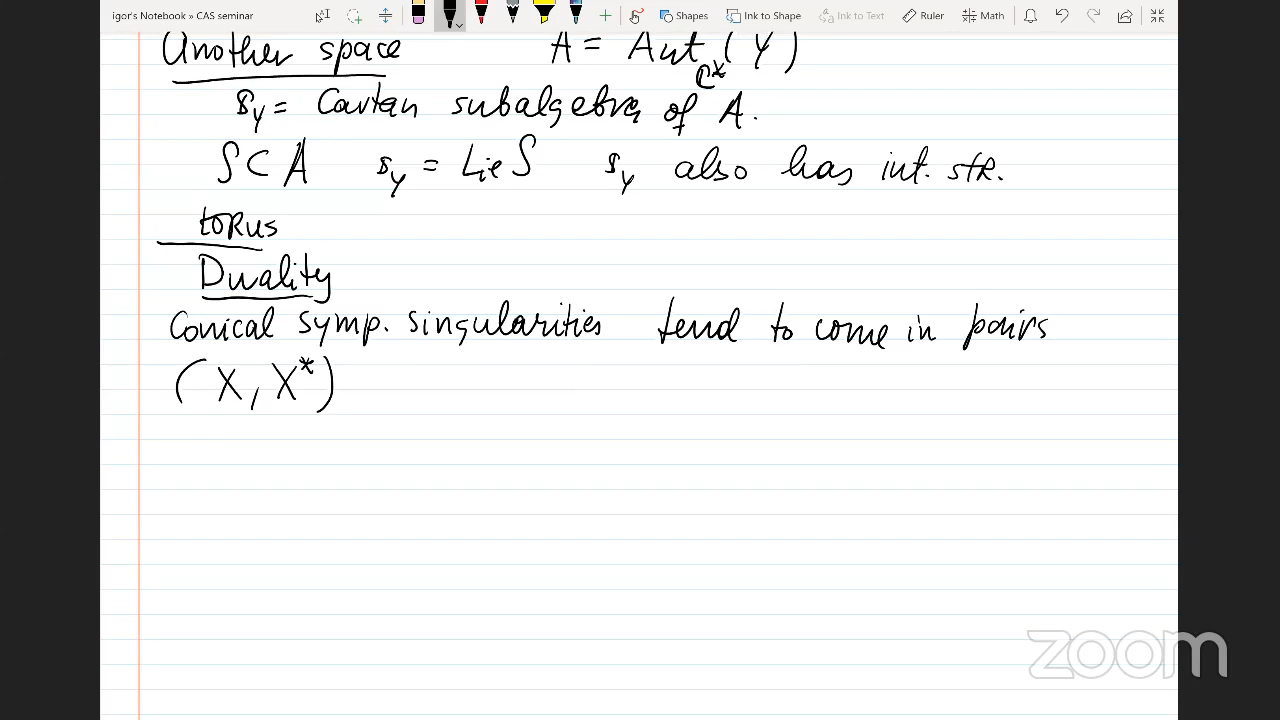 igor's Notebook » CAS seminar
Shapes
Ink to Shape
Ink to Text
Ruler
Math
Another space A = Aut_ℂ* (Y)
𝔰_Y = Cartan subalgebra of A.
S ⊂ A 𝔰_Y = Lie S 𝔰_Y also has int. str.
torus
Duality
Conical symp. singularities tend to come in pairs
(X, X*)
zoom